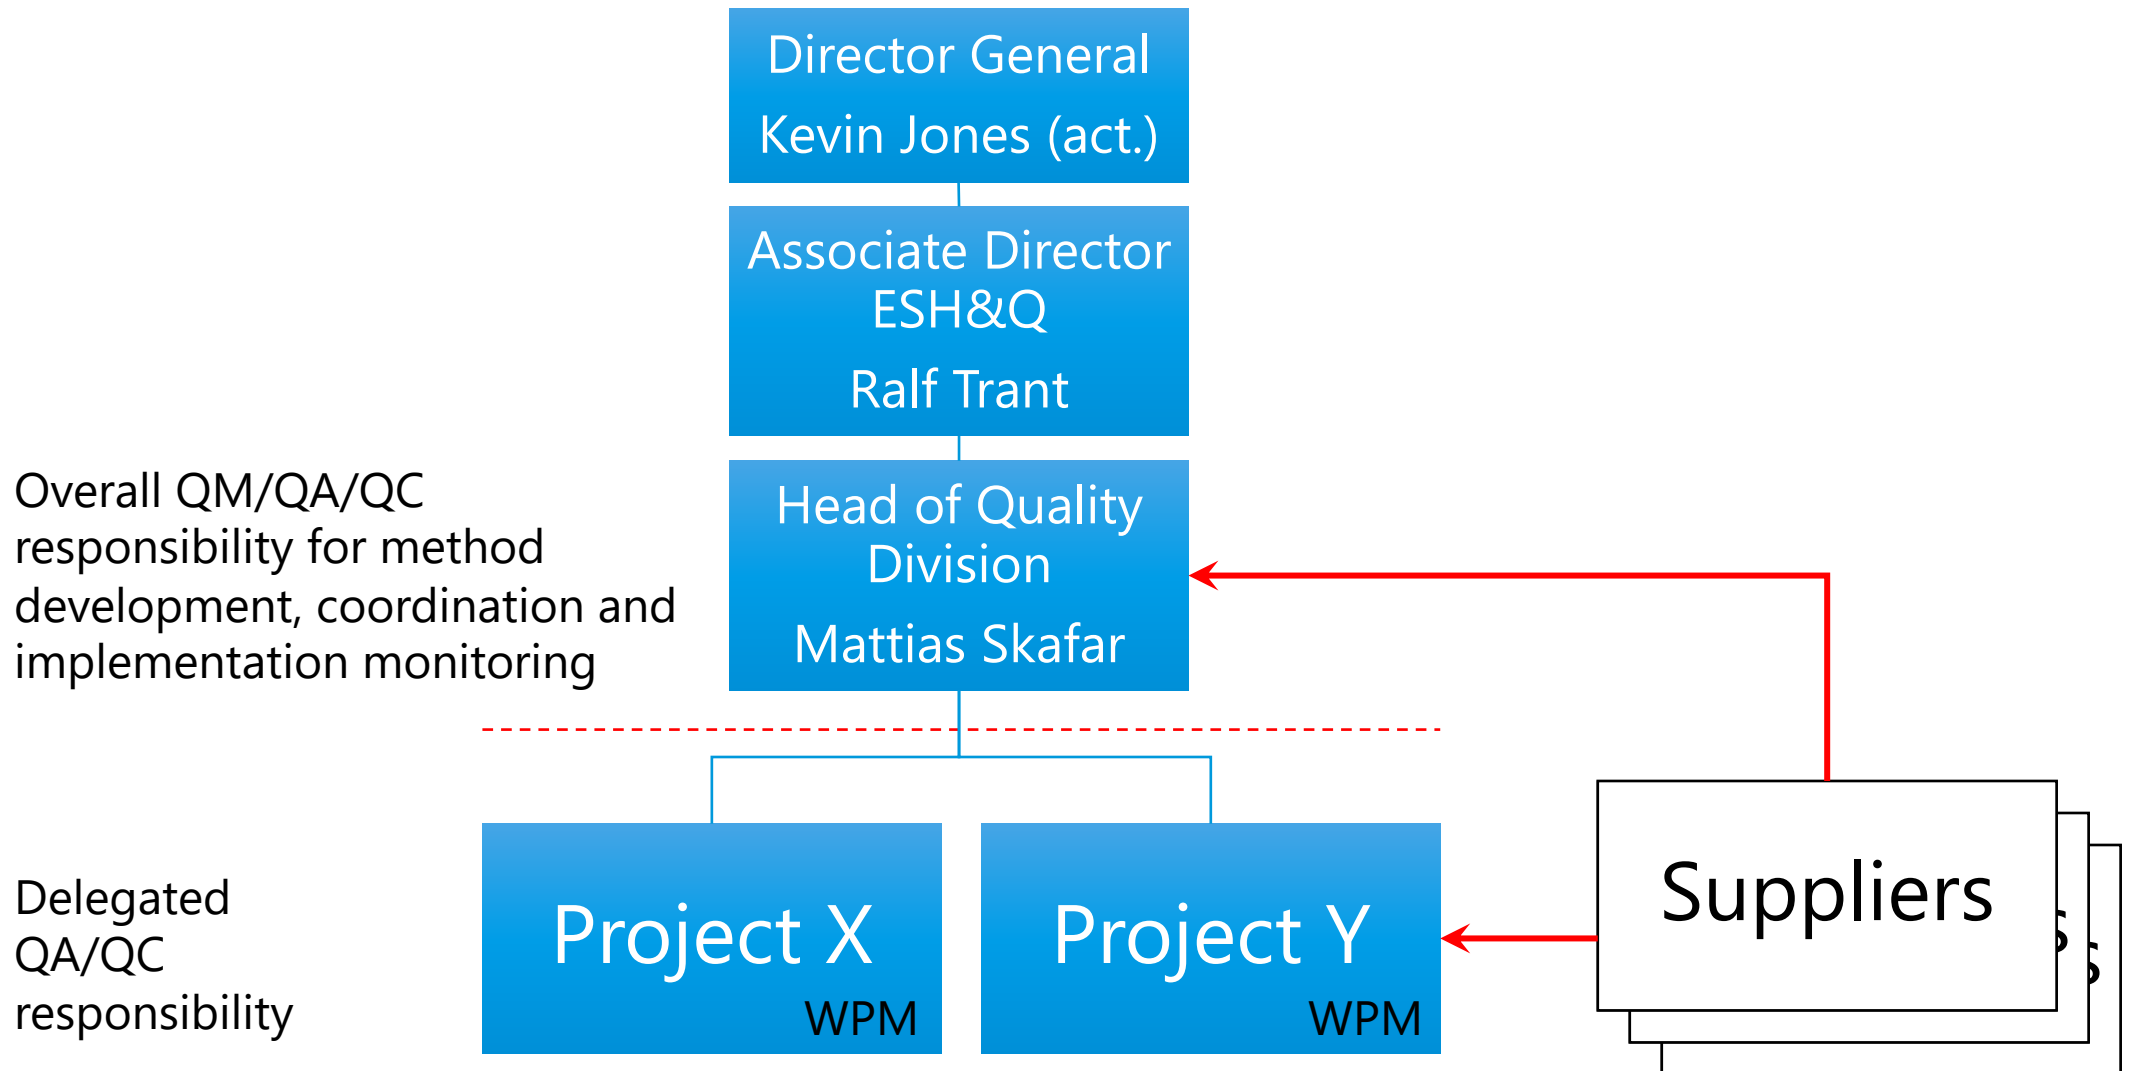 Director General
Kevin Jones (act.)
Associate Director
ESH&Q
Ralf Trant
Overall QM/QA/QC
responsibility for method
development, coordination and
implementation monitoring
Head of Quality
Division
Mattias Skafar
Delegated
QA/QC
responsibility
Project X
WPM
Project Y
WPM
Suppliers
s
s